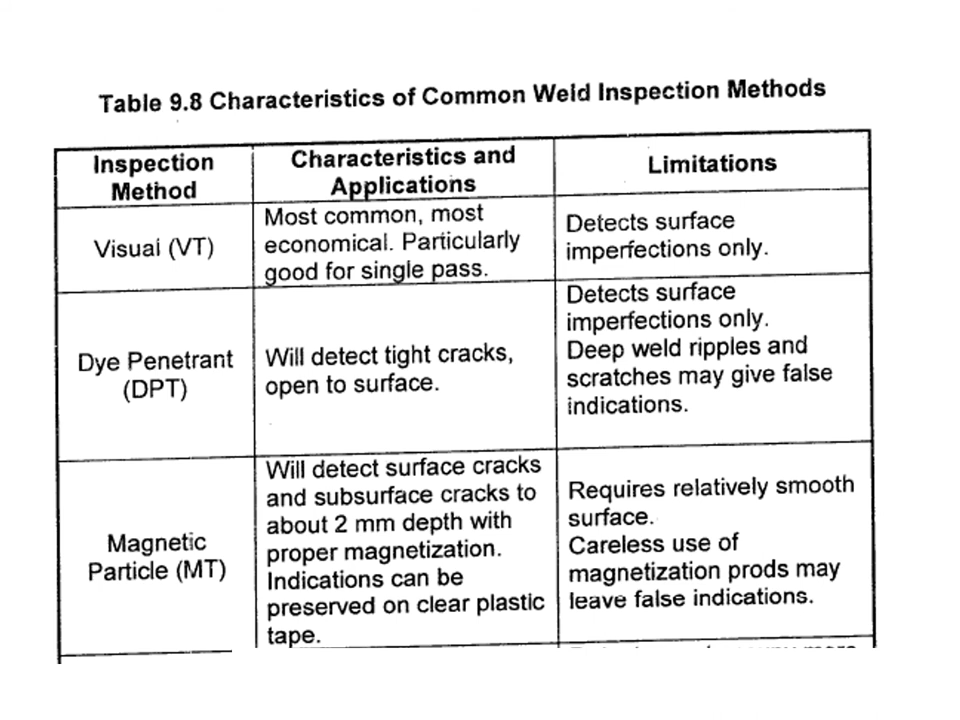 Table 9.8 Characteristics of Common Weld Inspection Methods
Inspection
Method
Characteristics and
Applications
Limitations
Visual (VT)
Most common, most
economical. Particularly
good for single pass.
Detects surface
imperfections only.
Dye Penetrant
(DPT)
Will detect tight cracks,
open to surface.
Detects surface
imperfections only.
Deep weld ripples and
scratches may give false
indications.
Magnetic
Particle (MT)
Will detect surface cracks
and subsurface cracks to
about 2 mm depth with
proper magnetization.
Indications can be
preserved on clear plastic
tape.
Requires relatively smooth
surface.
Careless use of
magnetization prods may
leave false indications.